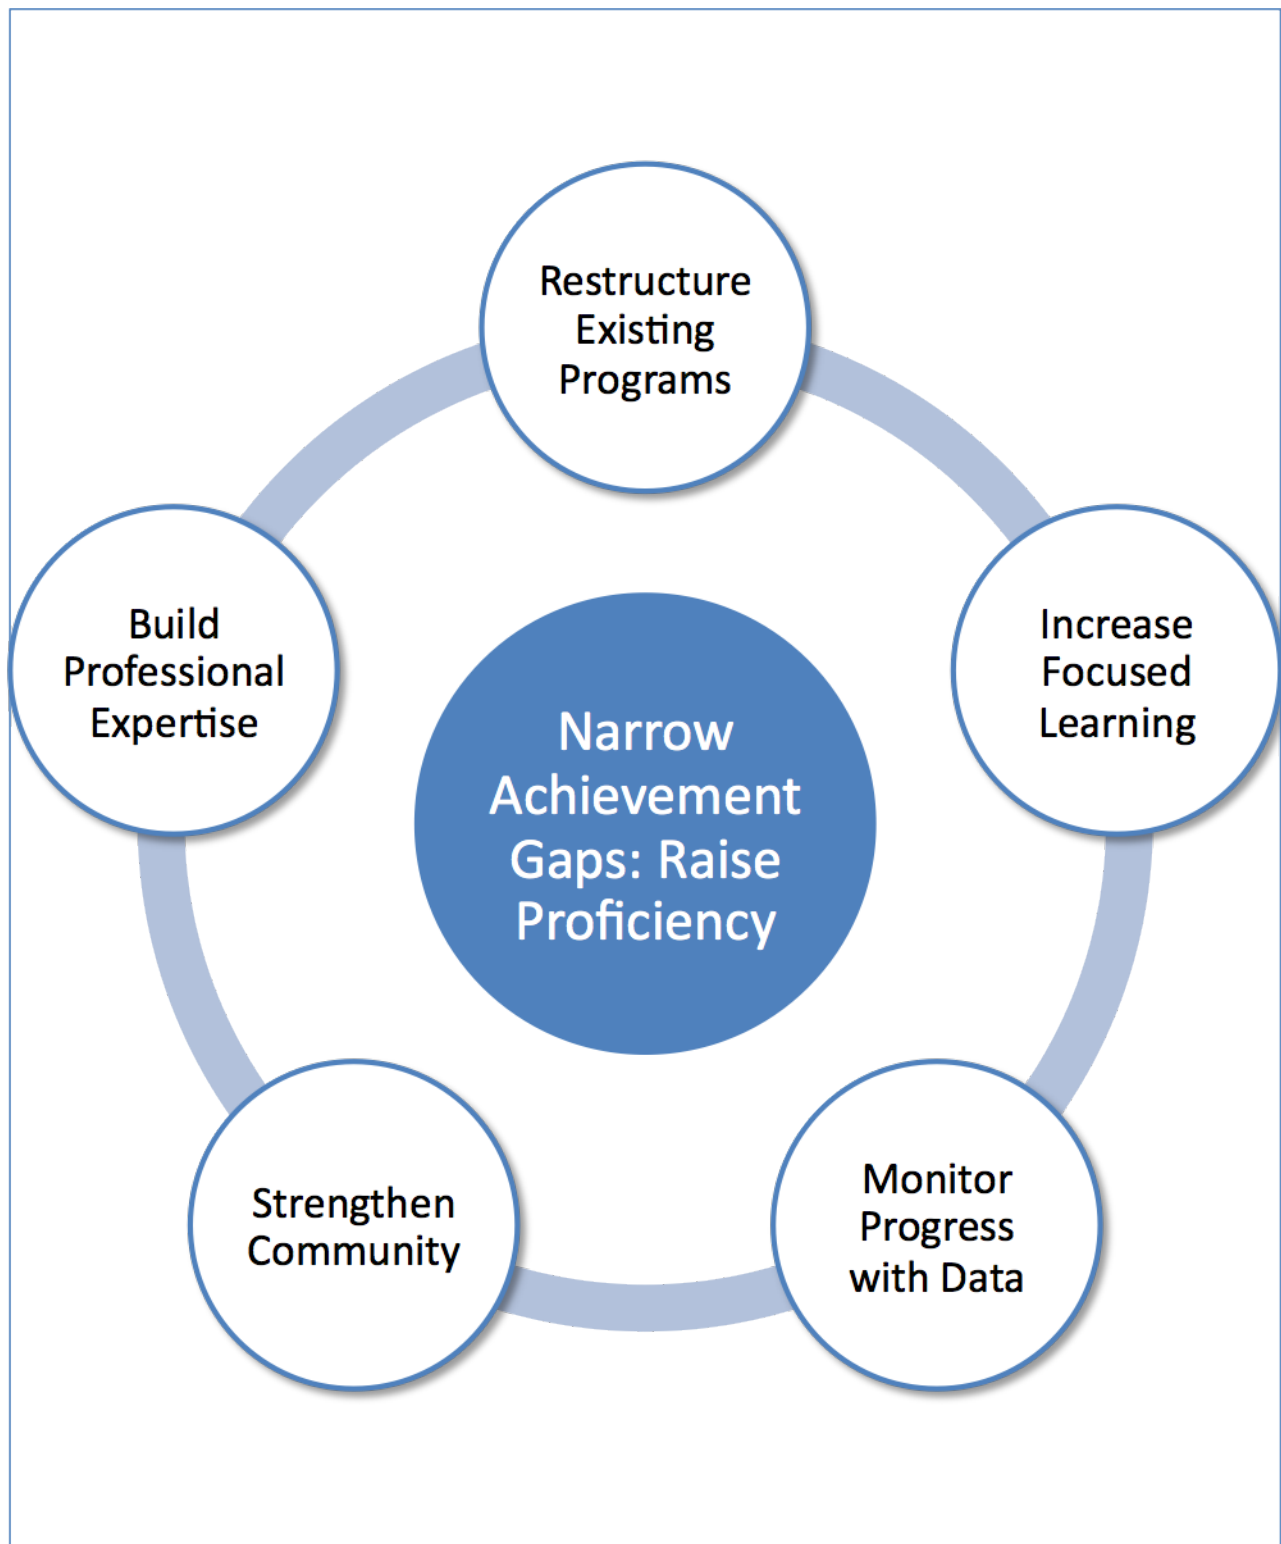 Restructure
Existing
Programs
Build
Professional
Expertise
Increase
Focused
Learning
Narrow
Achievement
Gaps: Raise
Proficiency
Strengthen
Community
Monitor
Progress
with Data